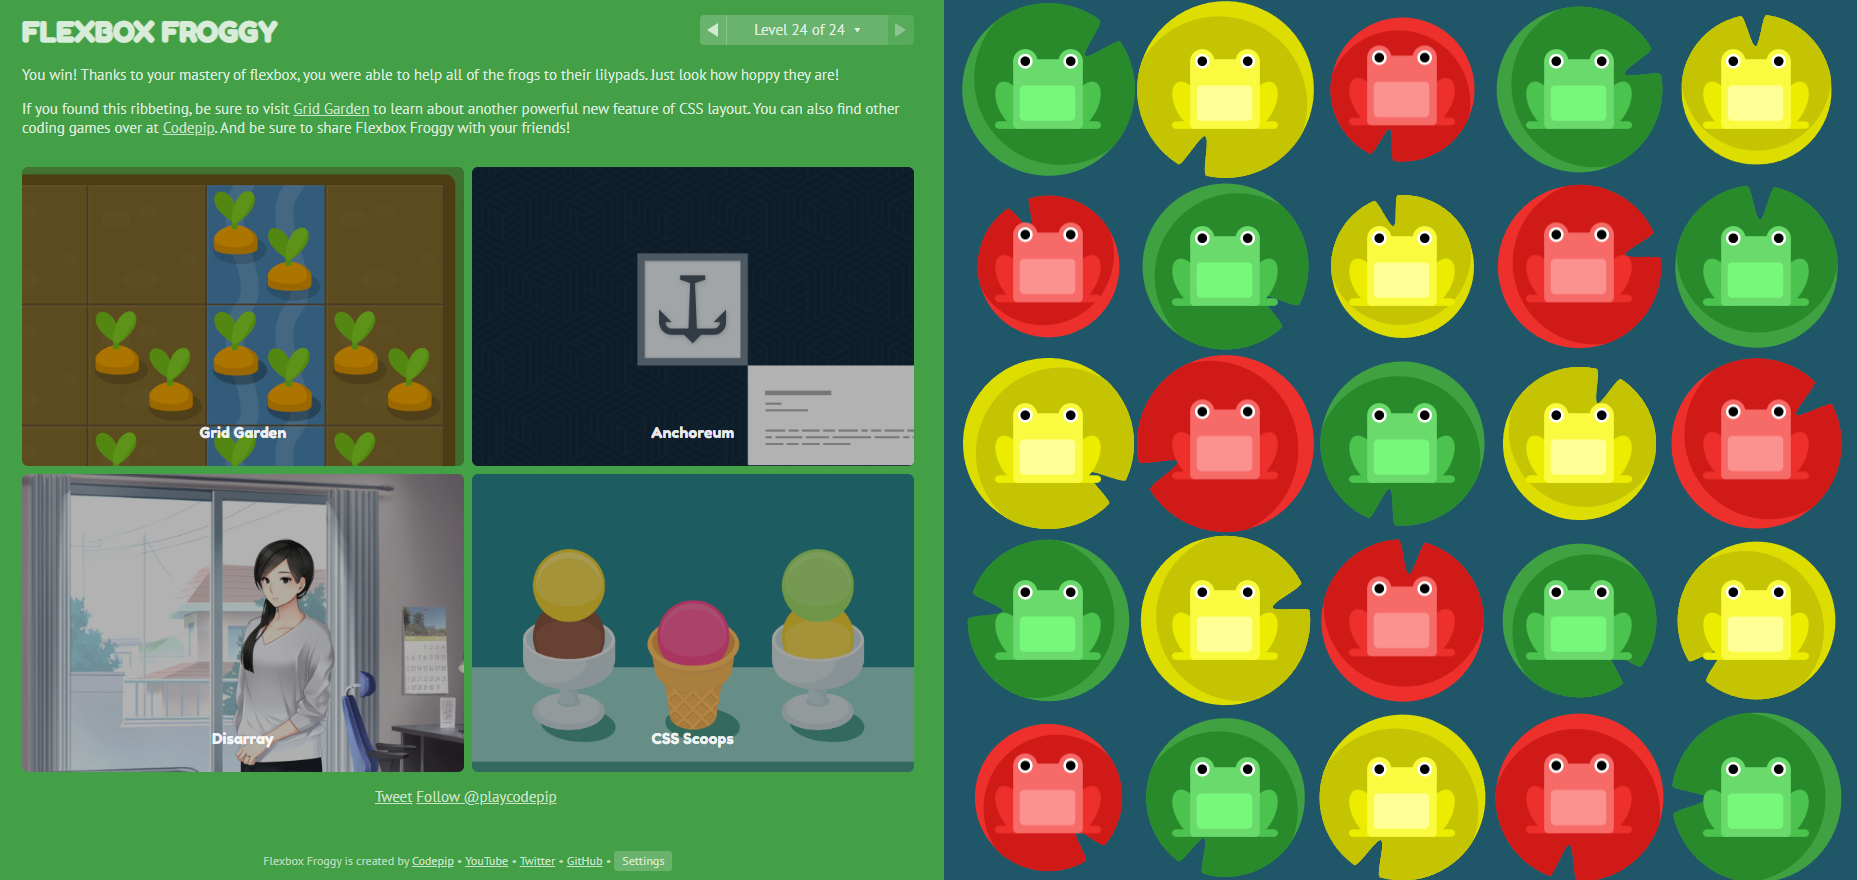 FLEXBOX FROGGY
Level 24 of 24
You win! Thanks to your mastery of flexbox, you were able to help all of the frogs to their lilypads. Just look how hoppy they are!
If you found this ribbeting, be sure to visit Grid Garden to learn about another powerful new feature of CSS layout. You can also find other
coding games over at Codepip. And be sure to share Flexbox Froggy with your friends!
Grid Garden
Anchoreum
Disarray
CSS Scoops
Tweet Follow @playcodepip
Flexbox Froggy is created by Codepip • YouTube • Twitter • GitHub • Settings